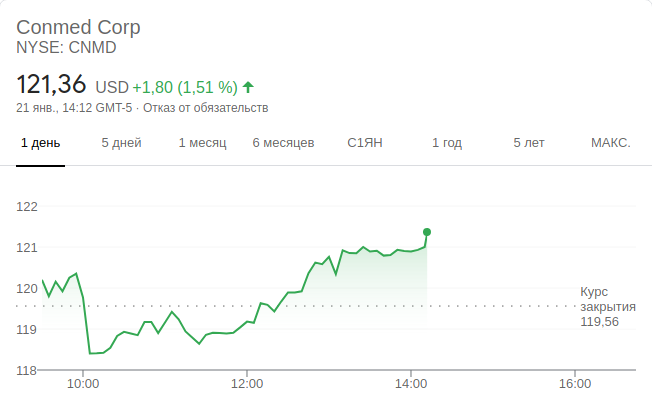 Conmed Corp
NYSE: CNMD
121,36 USD +1,80 (1,51 %)
21 янв., 14:12 GMT-5 · Отказ от обязательств
1 день 5 дней 1 месяц 6 месяцев С1ЯН 1 год 5 лет МАКС.
122
121
120
119
118
Курс
закрытия
119,56
10:00 12:00 14:00 16:00